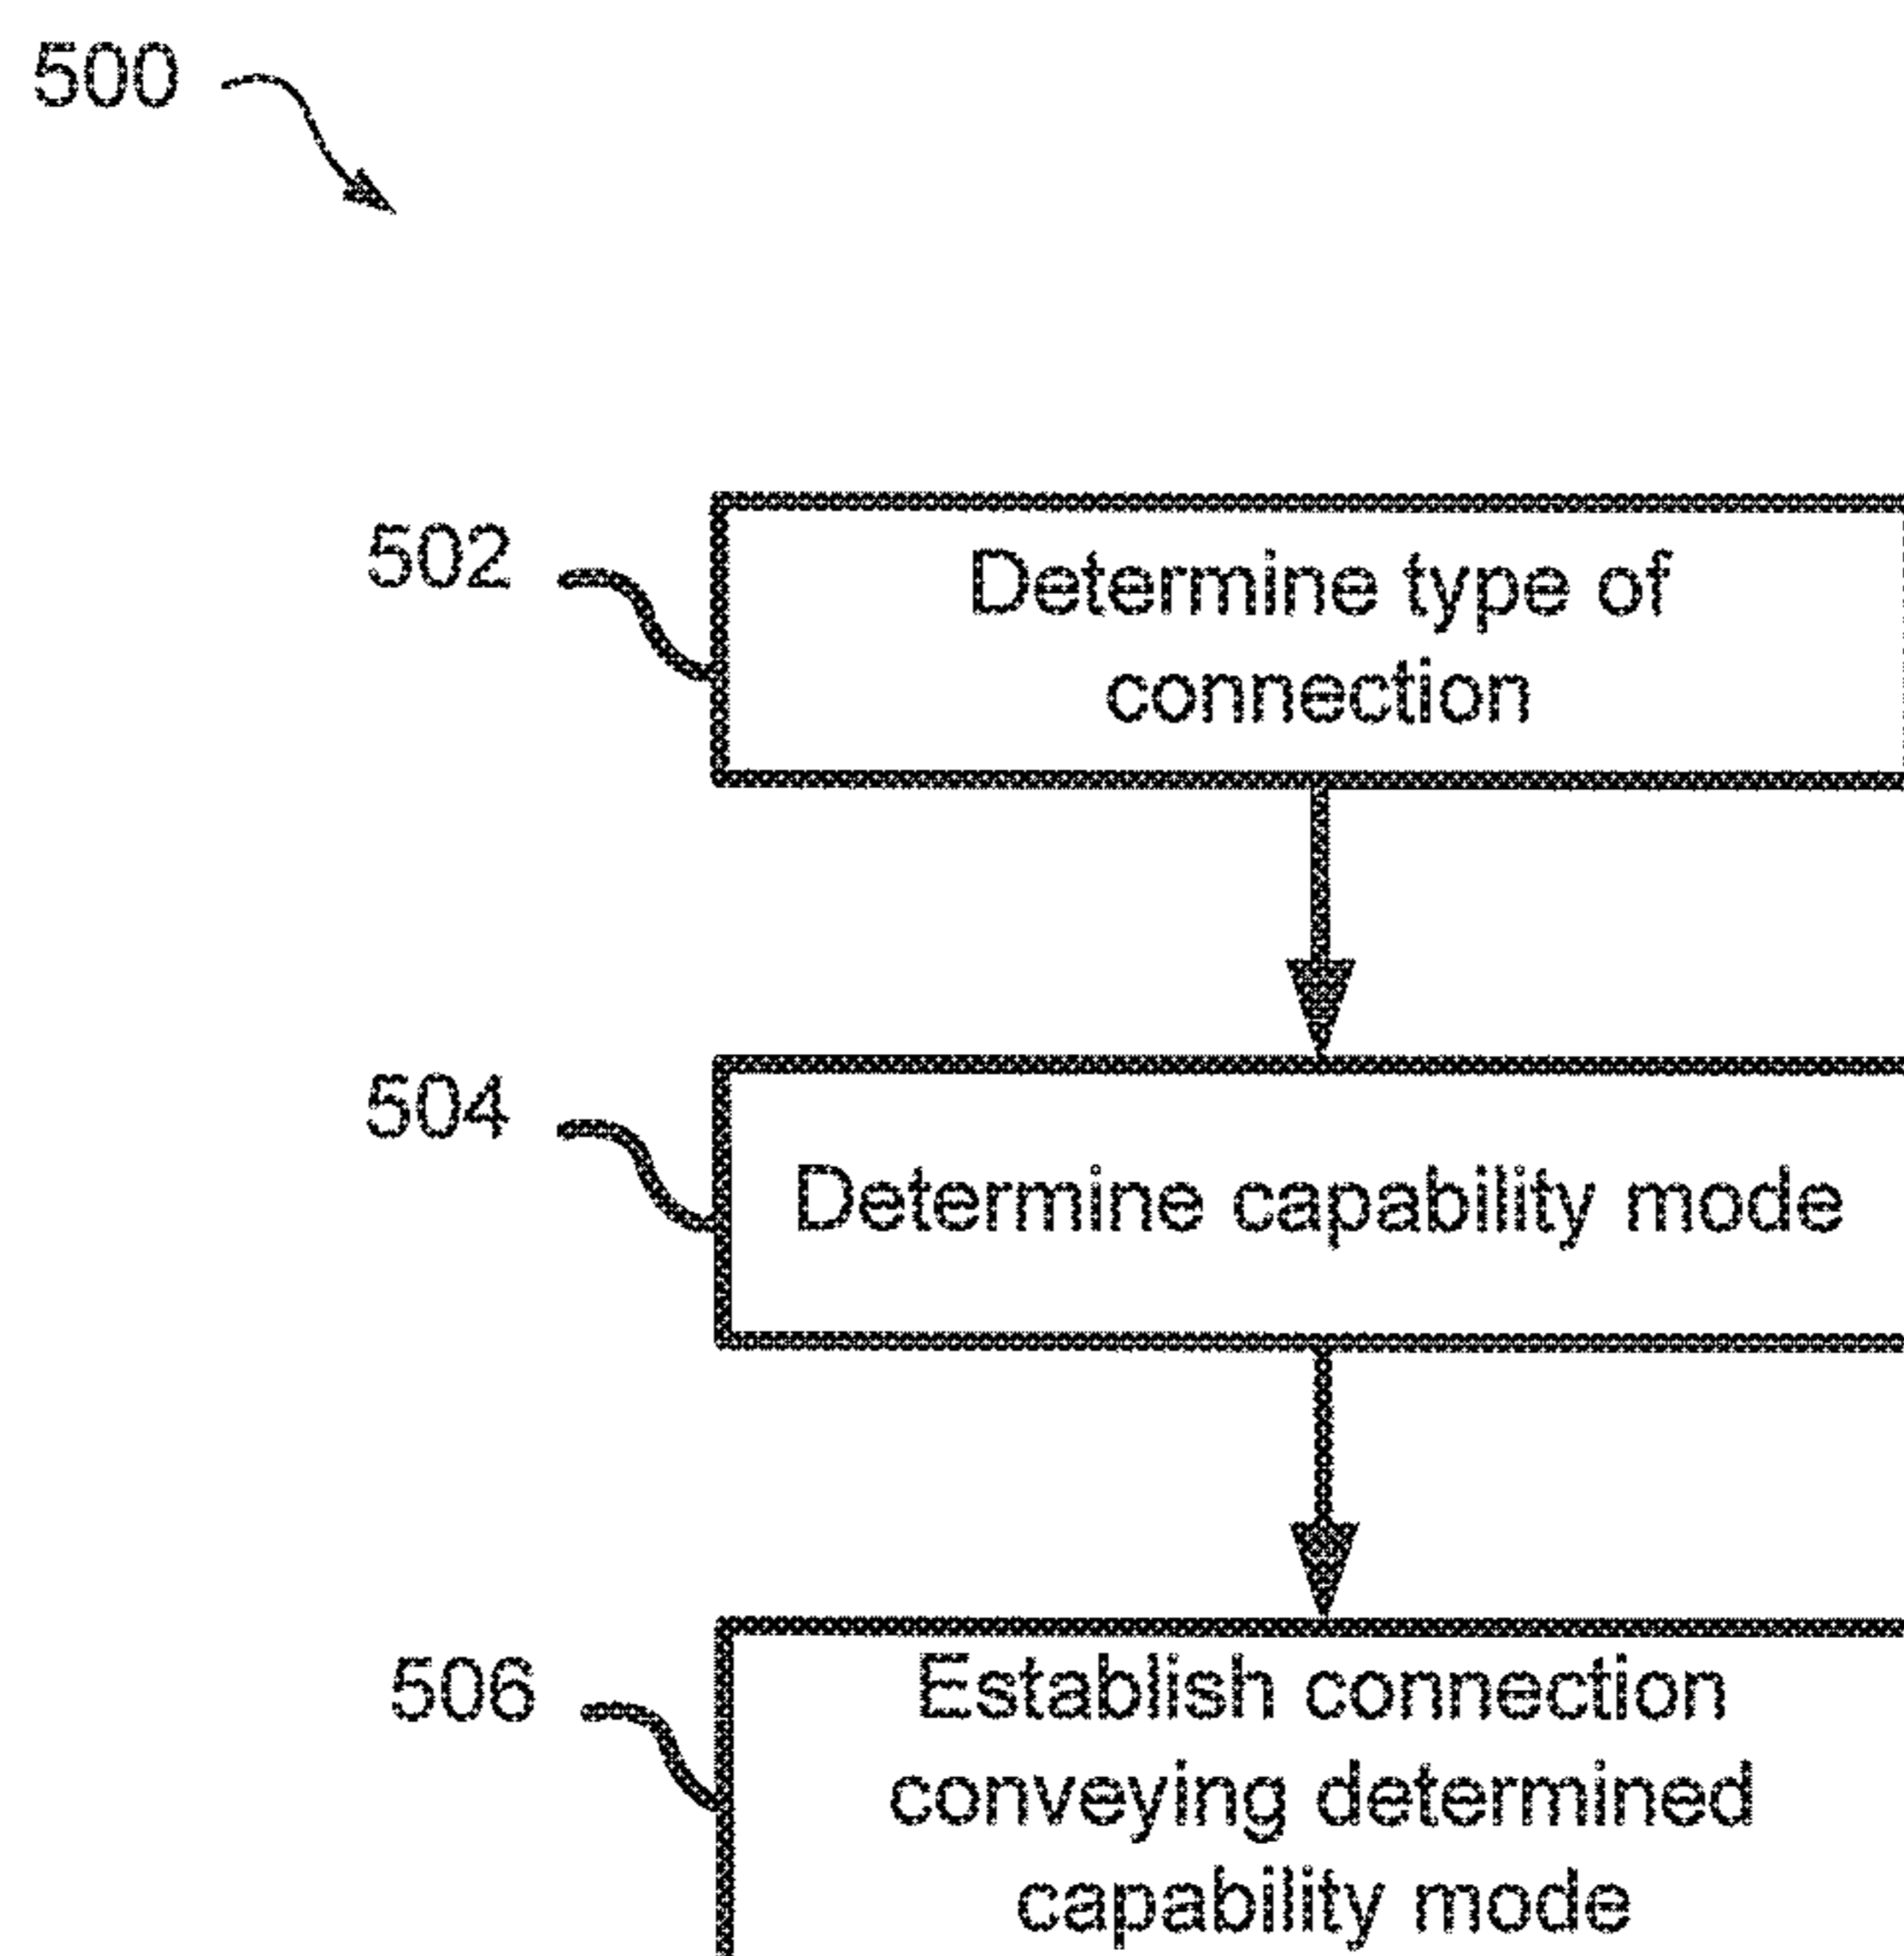 500
502
Determine type of
connection
504
Determine capability mode
506
Establish connection
conveying determined
capability mode